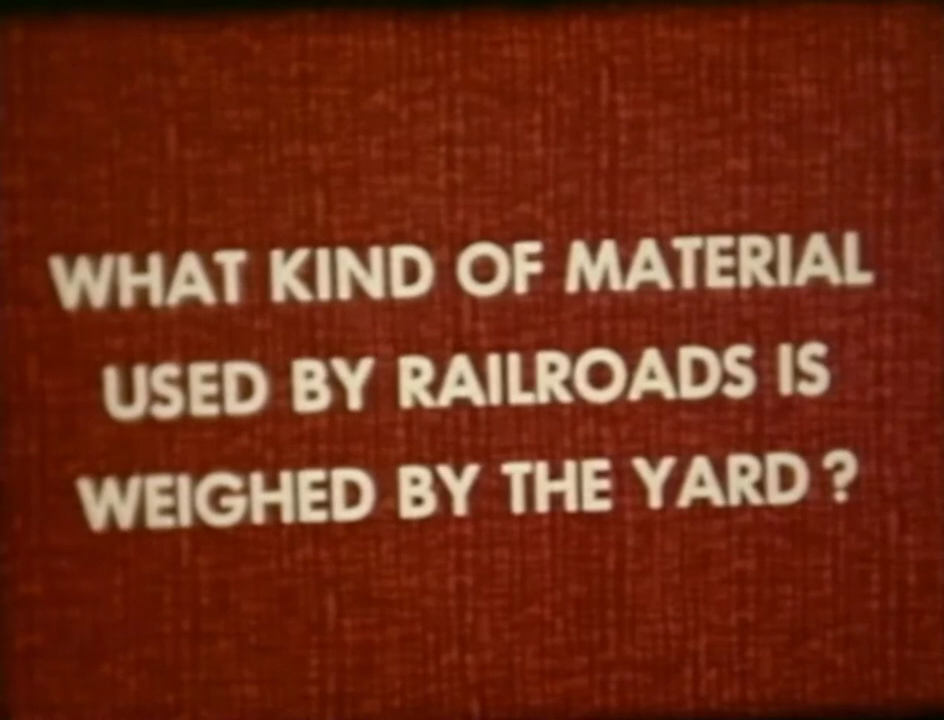 WHAT KIND OF MATERIAL
USED BY RAILROADS IS
WEIGHED BY THE YARD?